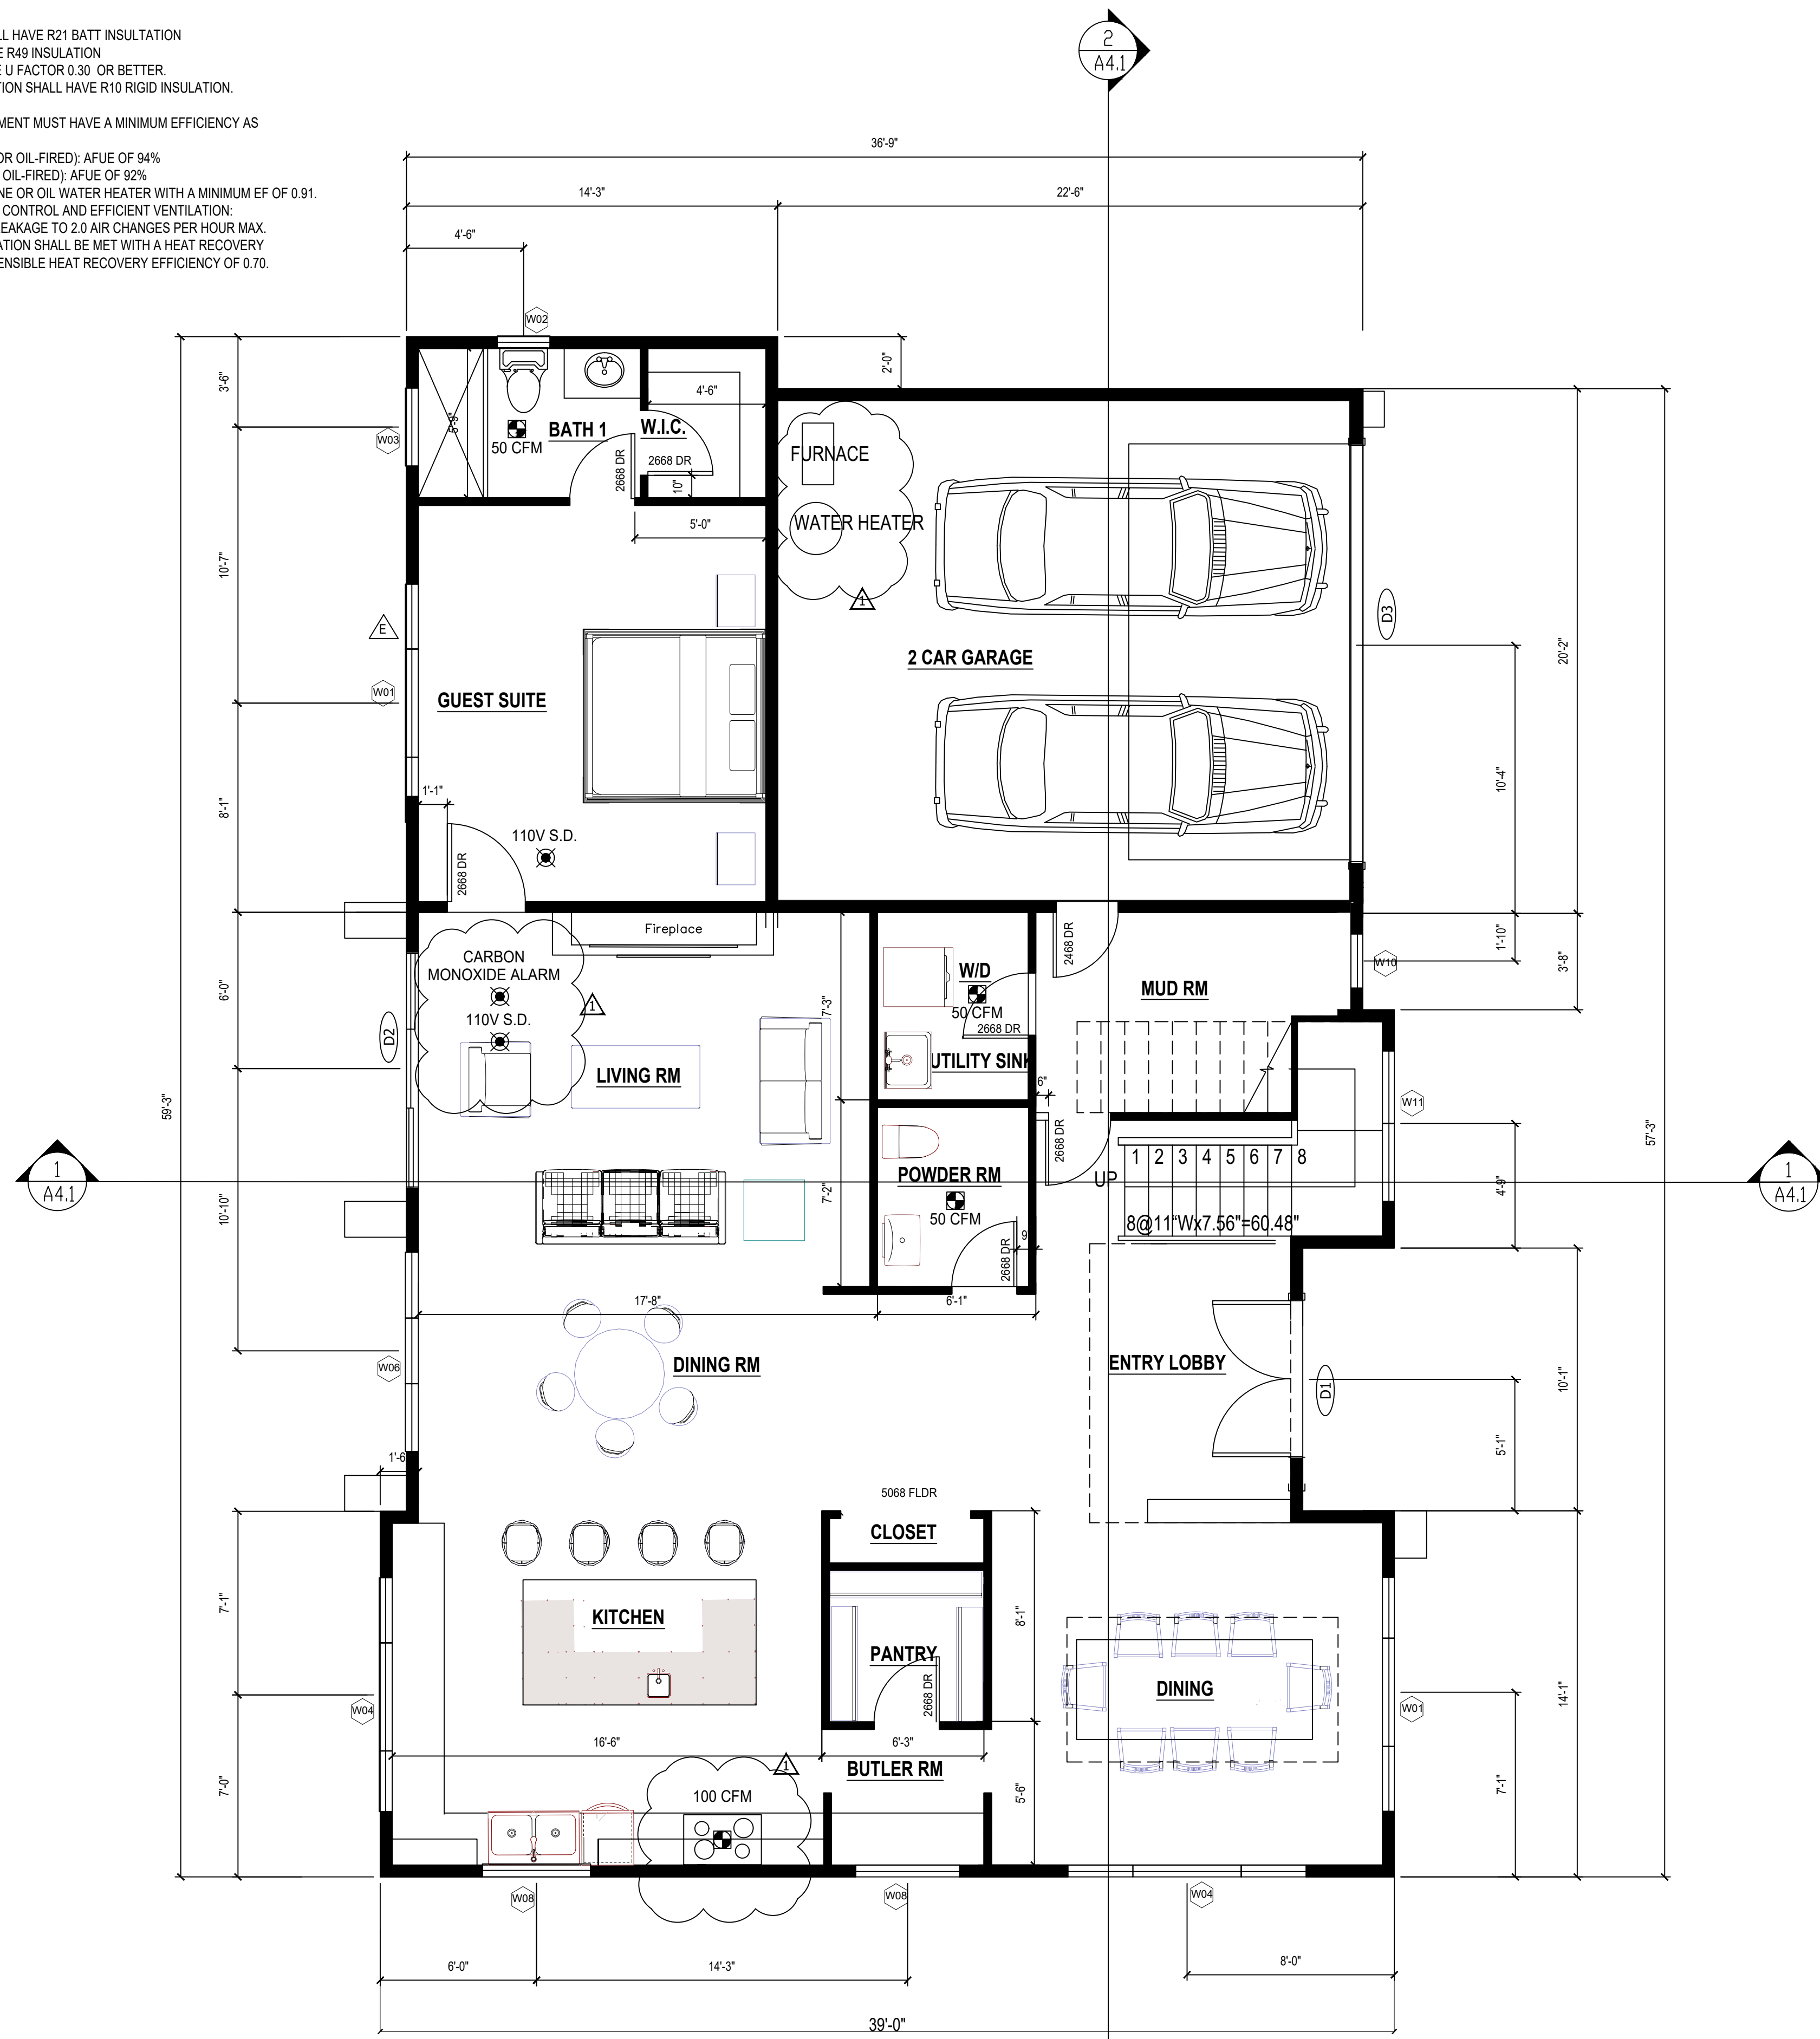 LL HAVE R21 BATT INSULTATION
E R49 INSULATION
E U FACTOR 0.30 OR BETTER.
TION SHALL HAVE R10 RIGID INSULATION.
MENT MUST HAVE A MINIMUM EFFICIENCY AS
OR OIL-FIRED): AFUE OF 94%
OIL-FIRED): AFUE OF 92%
NE OR OIL WATER HEATER WITH A MINIMUM EF OF 0.91.
CONTROL AND EFFICIENT VENTILATION:
EAKAGE TO 2.0 AIR CHANGES PER HOUR MAX.
ATION SHALL BE MET WITH A HEAT RECOVERY
ENSIBLE HEAT RECOVERY EFFICIENCY OF 0.70.
2
A4.1
36'-9"
14'-3"
22'-6"
4'-6"
W02
2'-0"
3'-6"
W03
5'-9"
50 CFM
BATH 1
W.I.C.
4'-6"
2668 DR
2668 DR
10"
5'-0"
FURNACE
WATER HEATER
1
10'-7"
E
W01
GUEST SUITE
2 CAR GARAGE
D3
20'-2"
10'-4"
8'-1"
1'-1"
2668 DR
110V S.D.
Fireplace
CARBON
MONOXIDE ALARM
110V S.D.
1
6'-0"
D2
LIVING RM
7'-3"
W/D
50 CFM
2668 DR
UTILITY SINK
2468 DR
MUD RM
W10
1'-10"
3'-8"
6"
59'-3"
57'-3"
W11
1
A4.1
10'-10"
7'-2"
POWDER RM
50 CFM
2668 DR
9
2668 DR
UP
1 2 3 4 5 6 7 8
8@11"Wx7.56"=60.48"
4'-9"
1
A4.1
17'-8"
6'-1"
W06
DINING RM
ENTRY LOBBY
D1
10'-1"
5'-1"
1'-6
5068 FLDR
CLOSET
KITCHEN
7'-1"
PANTRY
2668 DR
8'-1"
DINING
W04
W01
14'-1"
16'-6"
6'-3"
1
BUTLER RM
7'-0"
100 CFM
5'-6"
7'-1"
W08
W08
W04
6'-0"
14'-3"
8'-0"
39'-0"